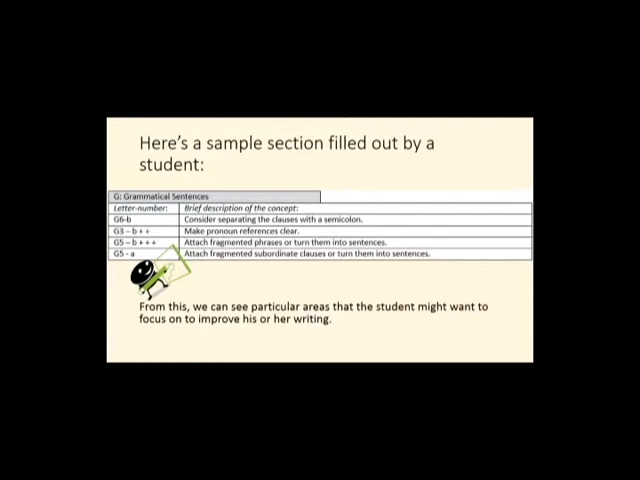 Here's a sample section filled out by a
student:
G: Grammatical Sentences
Letter-number: Brief description of the concept:
G6-b Consider separating the clauses with a semicolon.
G3 – b + + Make pronoun references clear.
G5 – b + + + Attach fragmented phrases or turn them into sentences.
G5 - a Attach fragmented subordinate clauses or turn them into sentences.
From this, we can see particular areas that the student might want to
focus on to improve his or her writing.